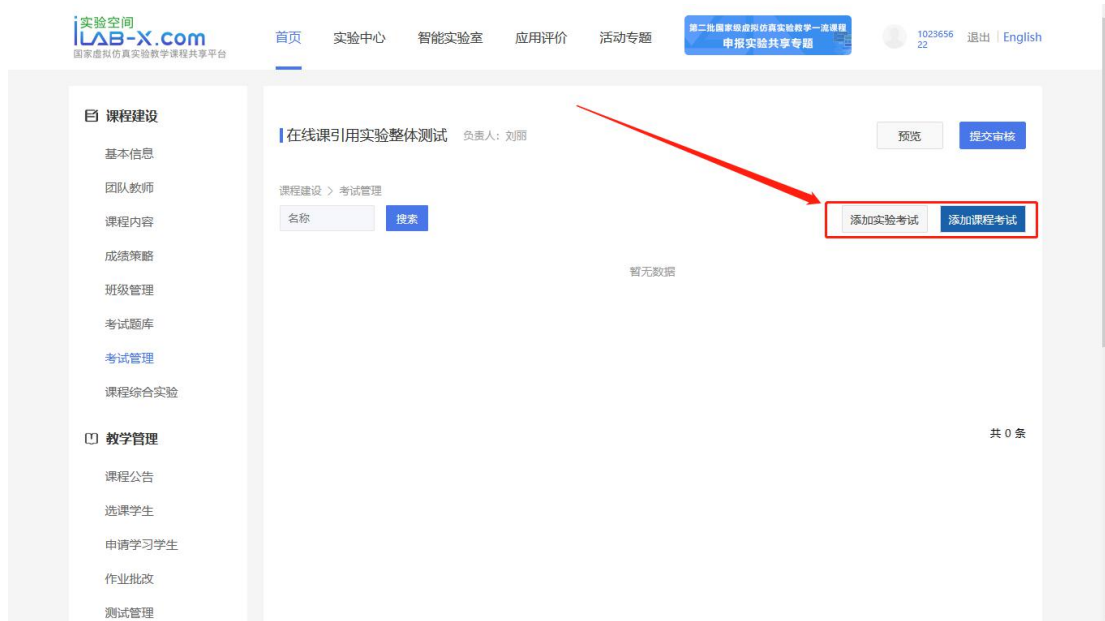 实验空间
iLAB-X.com
国家虚拟仿真实验教学课程共享平台
首页 实验中心 智能实验室 应用评价 活动专题
第二批国家级虚拟仿真实验教学一流课程
申报实验共享专题
1023656
22
退出 | English
课程建设
基本信息
团队教师
课程内容
成绩策略
班级管理
考试题库
考试管理
课程综合实验
教学管理
课程公告
选课学生
申请学习学生
作业批改
测试管理
在线课引用实验整体测试 负责人：刘丽
预览 提交审核
课程建设 > 考试管理
名称 搜索
添加实验考试 添加课程考试
暂无数据
共 0 条